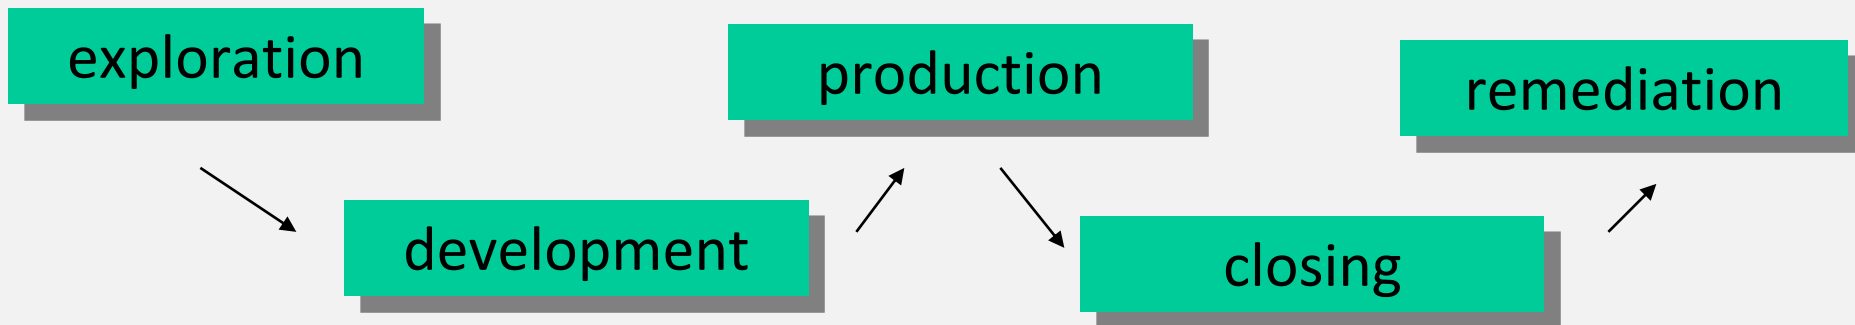 exploration
development
production
closing
remediation